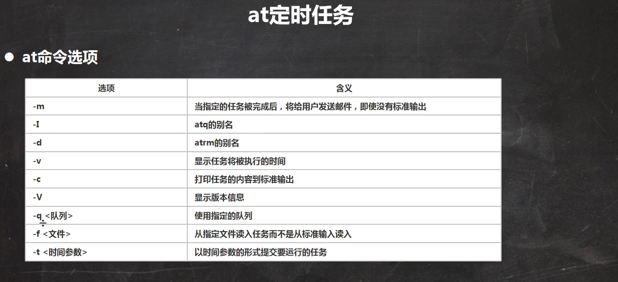 at定时任务
● at命令选项
选项 含义
-m 当指定的任务被完成后，将给用户发送邮件，即使没有标准输出
-I atq的别名
-d atrm的别名
-v 显示任务将被执行的时间
-c 打印任务的内容到标准输出
-V 显示版本信息
-q <队列> 使用指定的队列
-f <文件> 从指定文件读入任务而不是从标准输入读入
-t <时间参数> 以时间参数的形式提交要运行的任务